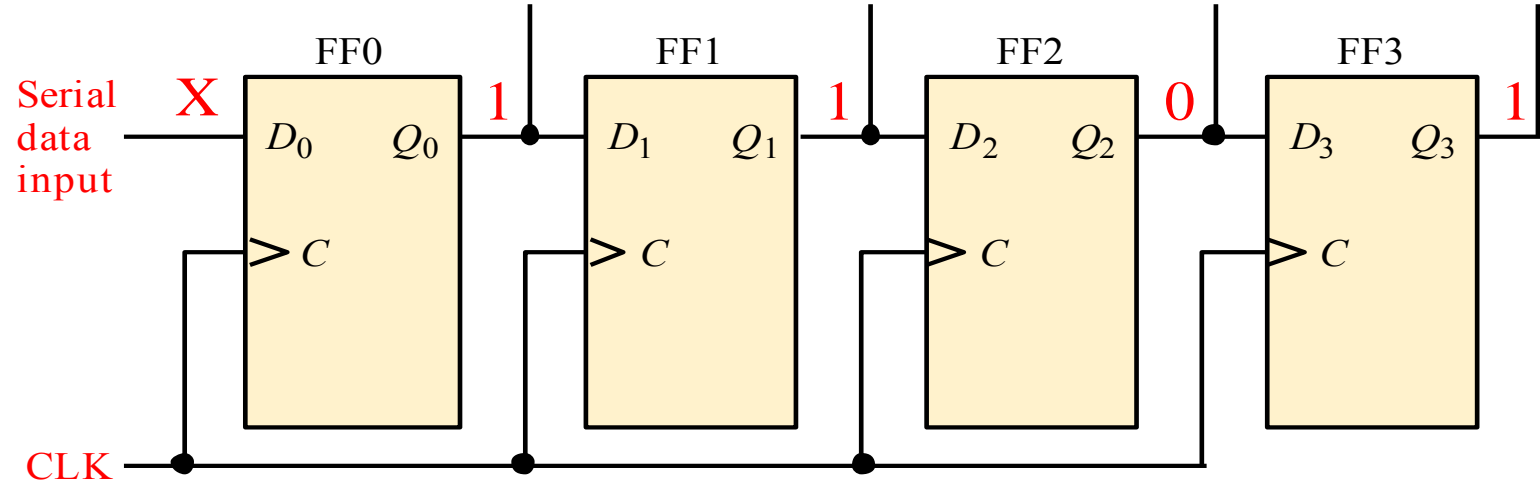 FF0 FF1 FF2 FF3
Serial
data
input
X 1 1 0 1
D0 Q0 D1 Q1 D2 Q2 D3 Q3
C C C C
CLK